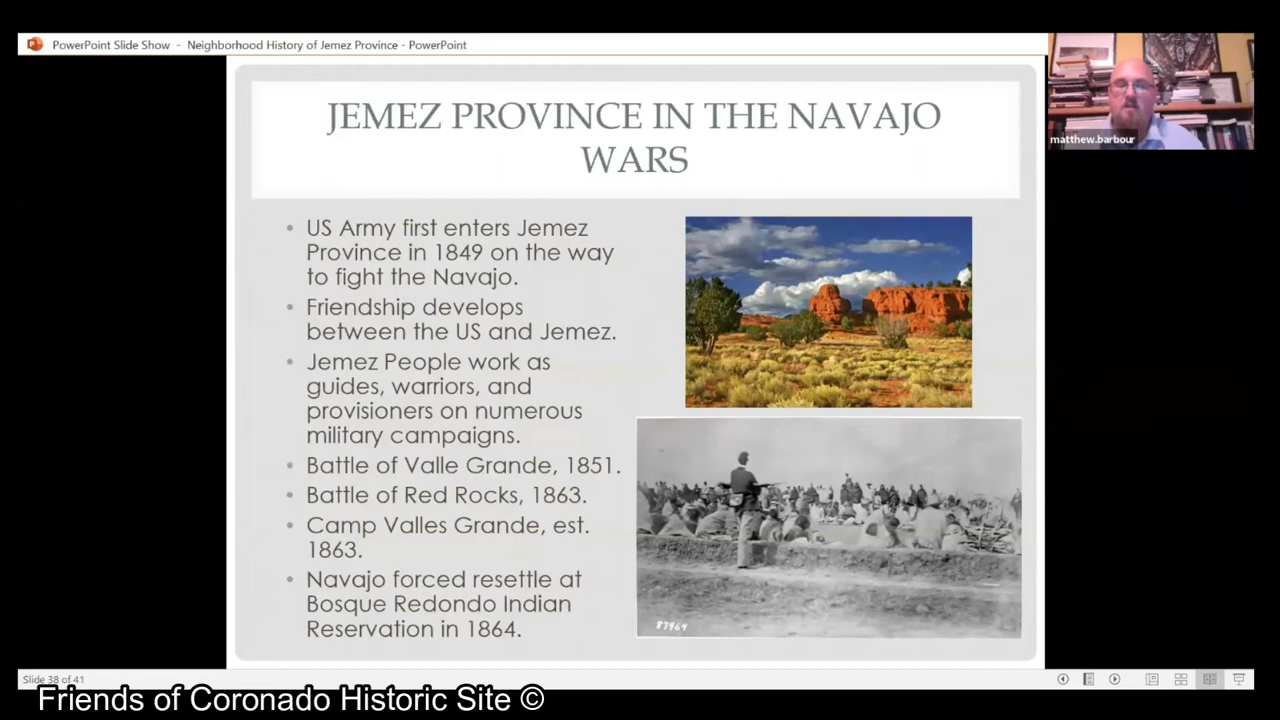 PowerPoint Slide Show - Neighborhood History of Jemez Province - PowerPoint
matthew.barbour
JEMEZ PROVINCE IN THE NAVAJO
WARS
• US Army first enters Jemez
Province in 1849 on the way
to fight the Navajo.
• Friendship develops
between the US and Jemez.
• Jemez People work as
guides, warriors, and
provisioners on numerous
military campaigns.
• Battle of Valle Grande, 1851.
• Battle of Red Rocks, 1863.
• Camp Valles Grande, est.
1863.
• Navajo forced resettle at
Bosque Redondo Indian
Reservation in 1864.
87964
Slide 38 of 41
Friends of Coronado Historic Site ©